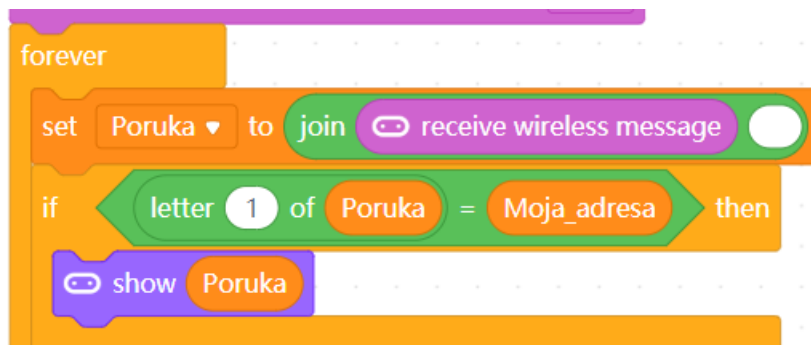 forever
set Poruka ▾ to join receive wireless message
if letter 1 of Poruka = Moja_adresa then
show Poruka